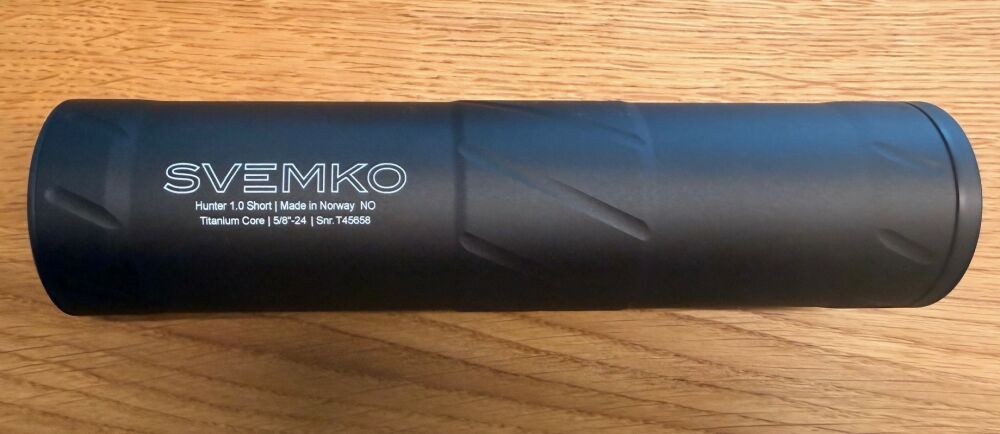 SVEMKO
Hunter 1.0 Short | Made in Norway NO
Titanium Core | 5/8"-24 | Snr. T45658